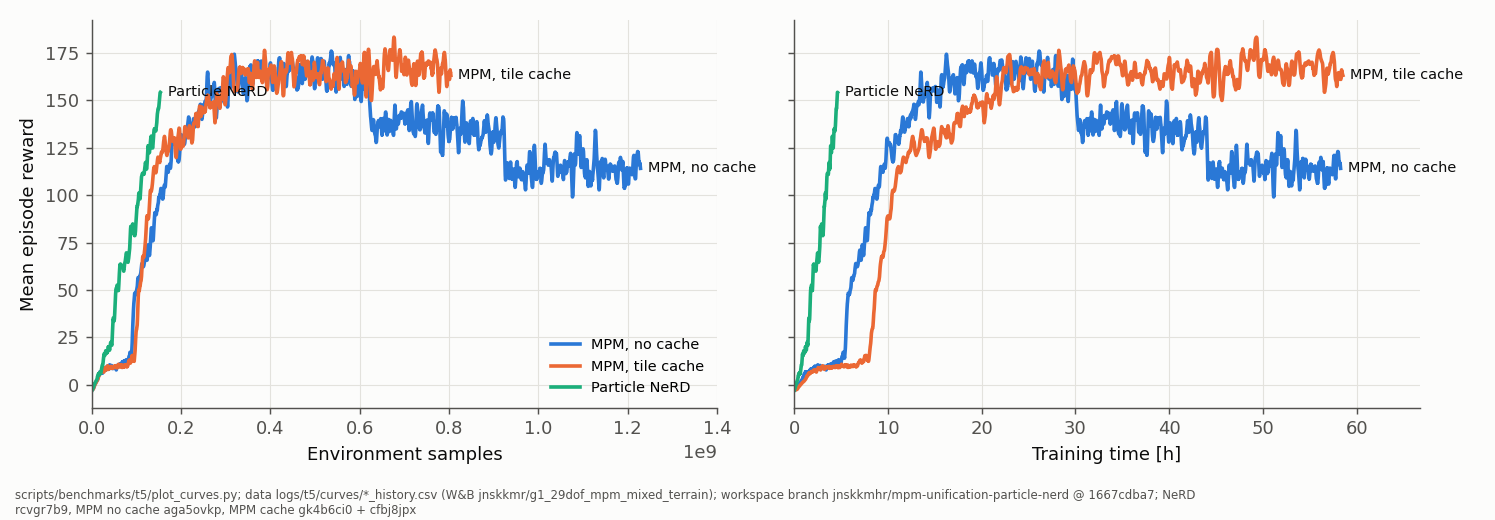 Mean episode reward
175
150
125
100
75
50
25
0
MPM, tile cache
Particle NeRD
MPM, no cache
MPM, no cache
MPM, tile cache
Particle NeRD
0.0 0.2 0.4 0.6 0.8 1.0 1.2 1.4
1e9
Environment samples
MPM, tile cache
Particle NeRD
MPM, no cache
0 10 20 30 40 50 60
Training time [h]
scripts/benchmarks/t5/plot_curves.py; data logs/t5/curves/*_history.csv (W&B jnskkmr/g1_29dof_mpm_mixed_terrain); workspace branch jnskkmhr/mpm-unification-particle-nerd @ 1667cdba7; NeRD
rcvgr7b9, MPM no cache aga5ovkp, MPM cache gk4b6ci0 + cfbj8jpx